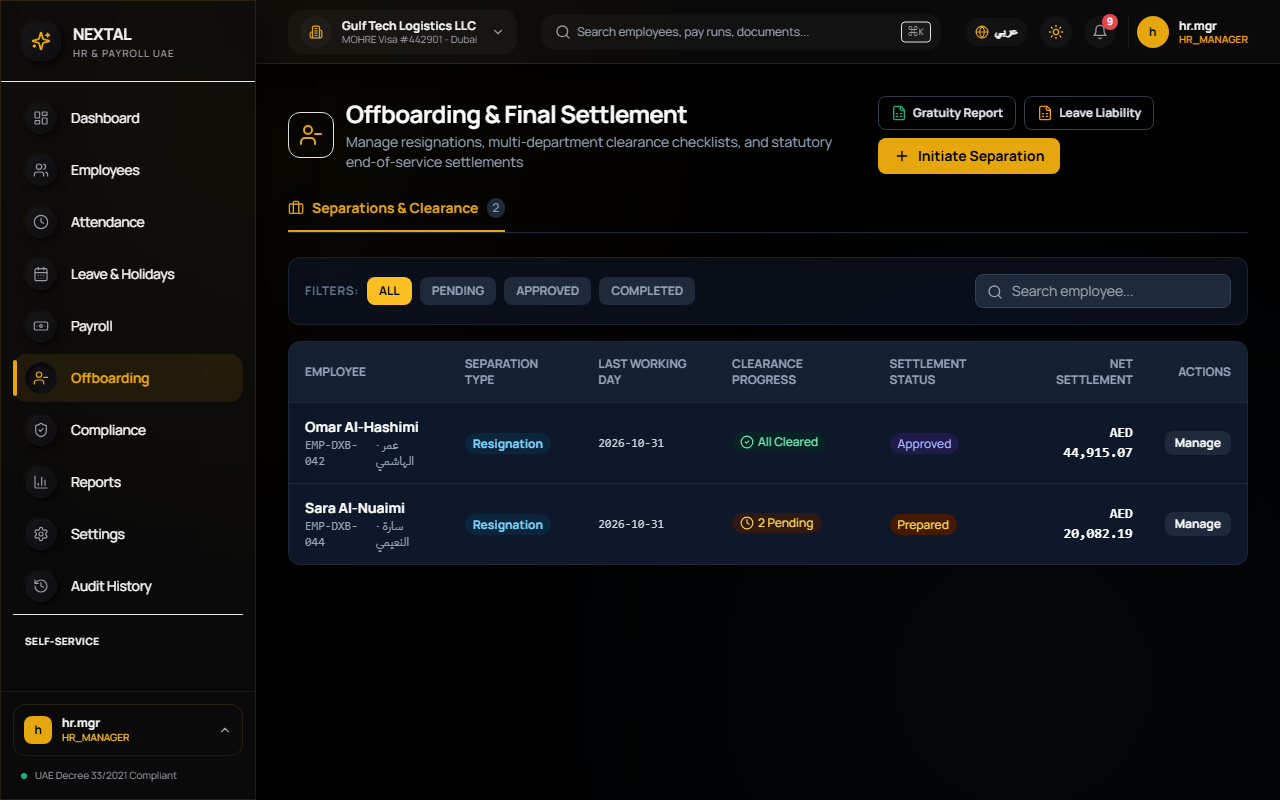 NEXTAL
HR & PAYROLL UAE
Gulf Tech Logistics LLC
MOHRE Visa #442901 - Dubai
Search employees, pay runs, documents...
⌘K
عربي
9
h
hr.mgr
HR_MANAGER
Dashboard
Employees
Attendance
Leave & Holidays
Payroll
Offboarding
Compliance
Reports
Settings
Audit History
SELF-SERVICE
h
hr.mgr
HR_MANAGER
UAE Decree 33/2021 Compliant
Offboarding & Final Settlement
Manage resignations, multi-department clearance checklists, and statutory
end-of-service settlements
Gratuity Report
Leave Liability
Initiate Separation
Separations & Clearance 2
FILTERS: ALL PENDING APPROVED COMPLETED
Search employee...
EMPLOYEE
SEPARATION
TYPE
LAST WORKING
DAY
CLEARANCE
PROGRESS
SETTLEMENT
STATUS
NET
SETTLEMENT
ACTIONS
Omar Al-Hashimi
EMP-DXB-
042
· عمر
الهاشمي
Resignation
2026-10-31
All Cleared
Approved
AED
44,915.07
Manage
Sara Al-Nuaimi
EMP-DXB-
044
· سارة
النعيمي
Resignation
2026-10-31
2 Pending
Prepared
AED
20,082.19
Manage